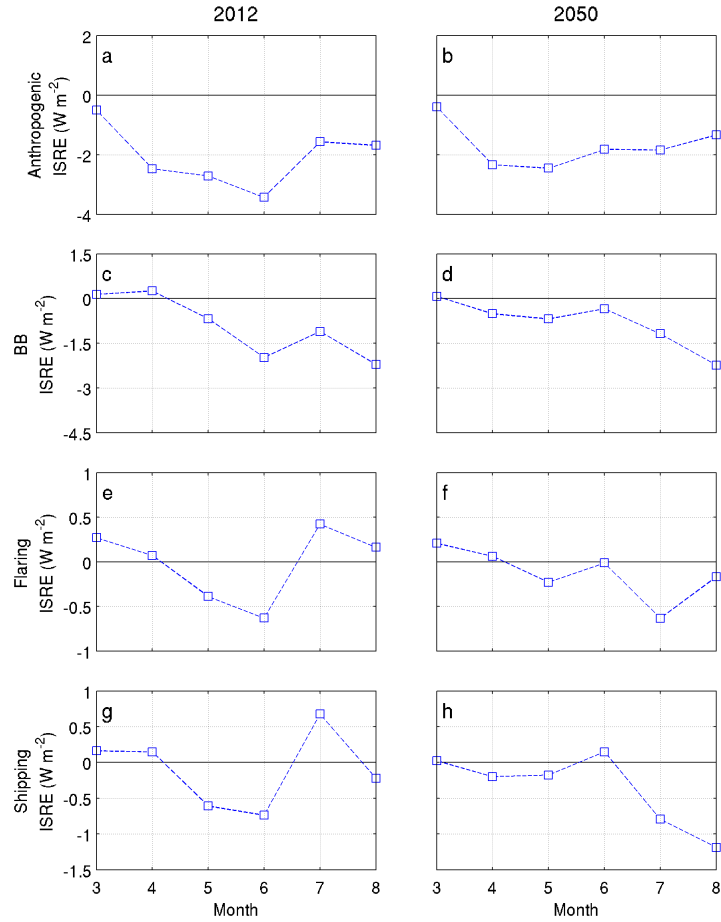 2012 2050
a b
2
0
-2
-4
Anthropogenic
ISRE (W m⁻²)
c d
1.5
0
-1.5
-3
-4.5
BB
ISRE (W m⁻²)
e f
1
0.5
0
-0.5
-1
Flaring
ISRE (W m⁻²)
g h
1
0.5
0
-0.5
-1
-1.5
Shipping
ISRE (W m⁻²)
3 4 5 6 7 8 3 4 5 6 7 8
Month Month